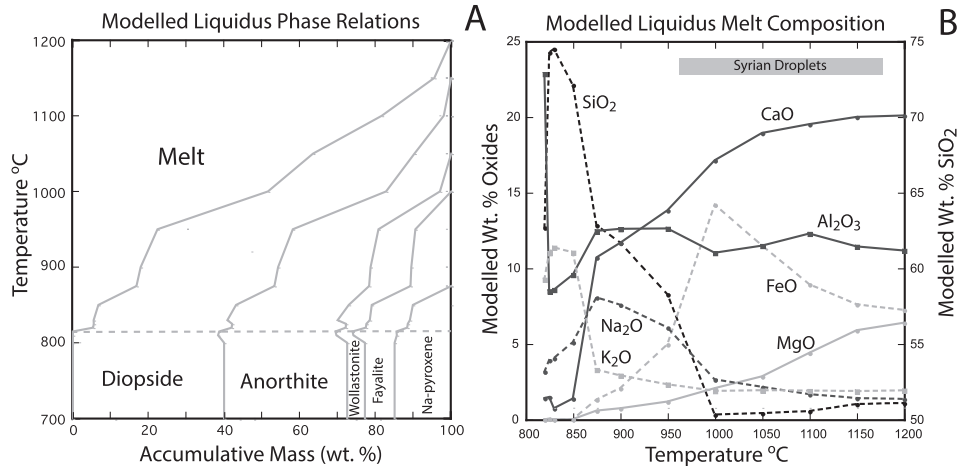 Modelled Liquidus Phase Relations
A
1200
1100
1000
900
800
700
Temperature ºC
Melt
Diopside
Anorthite
Wollastonite
Fayalite
Na-pyroxene
0
20
40
60
80
100
Accumulative Mass (wt. %)
Modelled Liquidus Melt Composition
B
25
20
15
10
5
0
Modelled Wt. % Oxides
Syrian Droplets
SiO₂
CaO
Al₂O₃
FeO
Na₂O
K₂O
MgO
75
70
65
60
55
50
Modelled Wt. % SiO₂
800
850
900
950
1000
1050
1100
1150
1200
Temperature ºC